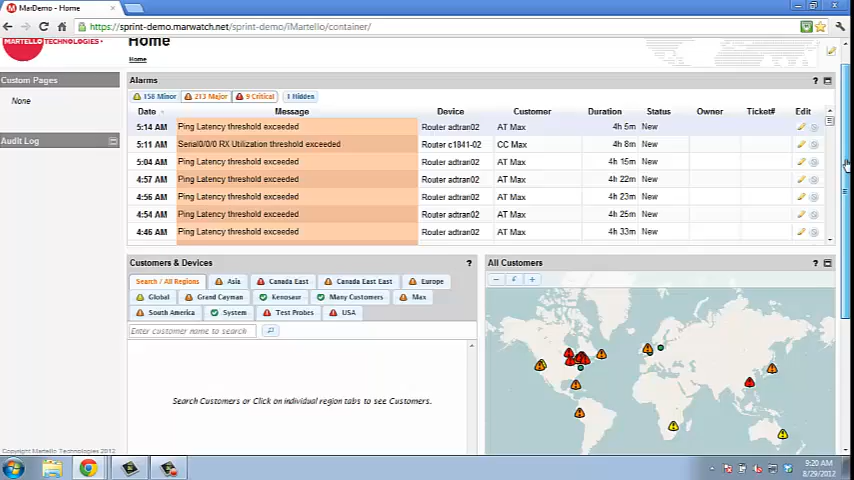 MarDemo - Home
https://sprint-demo.marwatch.net/sprint-demo/iMartello/container/
MARTELLO TECHNOLOGIES
Home
Home
Custom Pages
None
Audit Log
Alarms
?
158 Minor 213 Major 9 Critical 1 Hidden
Date Message Device Customer Duration Status Owner Ticket# Edit
5:14 AM Ping Latency threshold exceeded Router adtran02 AT Max 4h 5m New
5:11 AM Serial0/0/0 RX Utilization threshold exceeded Router c1841-02 CC Max 4h 8m New
5:04 AM Ping Latency threshold exceeded Router adtran02 AT Max 4h 15m New
4:57 AM Ping Latency threshold exceeded Router adtran02 AT Max 4h 22m New
4:56 AM Ping Latency threshold exceeded Router adtran02 AT Max 4h 23m New
4:54 AM Ping Latency threshold exceeded Router adtran02 AT Max 4h 25m New
4:46 AM Ping Latency threshold exceeded Router adtran02 AT Max 4h 33m New
Customers & Devices ?
Search / All Regions Asia Canada East Canada East East Europe
Global Grand Cayman Kenosaur Many Customers Max
South America System Test Probes USA
Enter customer name to search
Search Customers or Click on individual region tabs to see Customers.
All Customers ?
Copyright Martello Technologies 2012
9:20 AM
8/29/2012